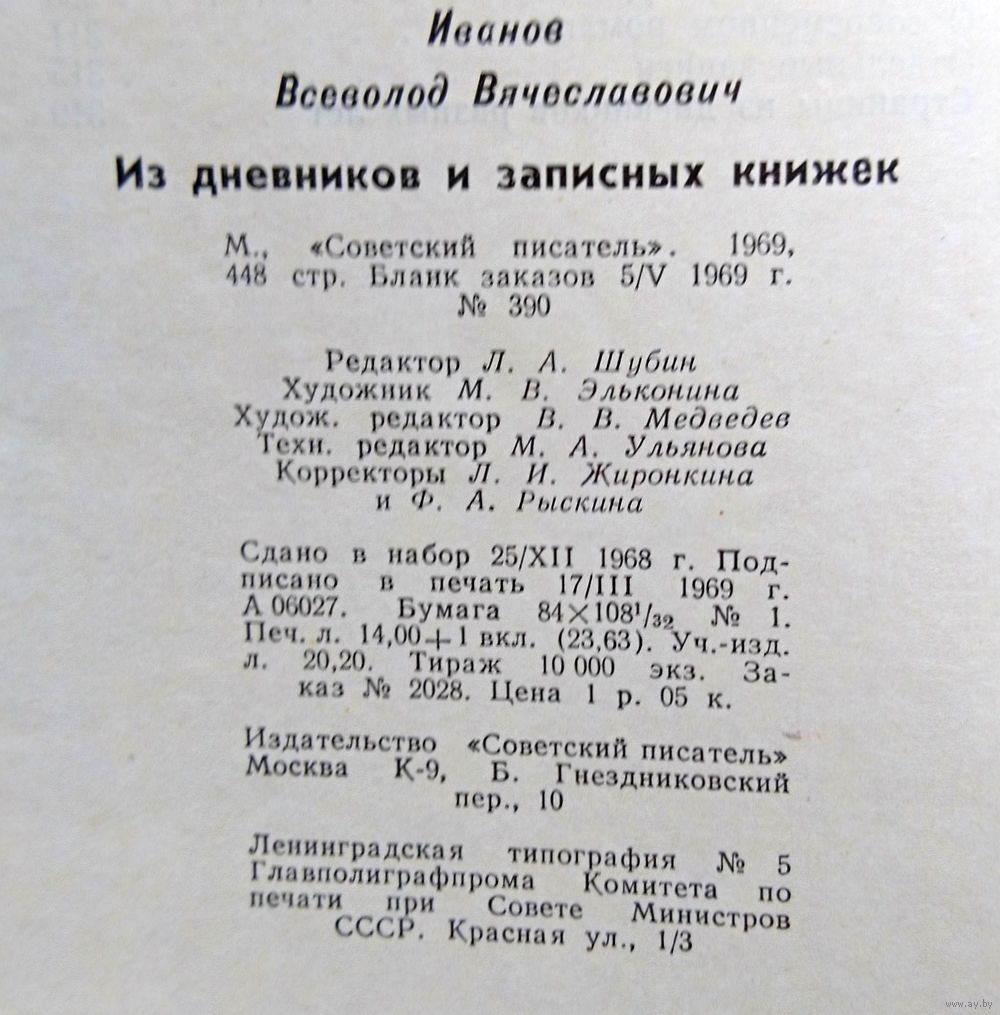 Иванов
Всеволод Вячеславович
Из дневников и записных книжек
М., «Советский писатель». 1969,
448 стр. Бланк заказов 5/V 1969 г.
№ 390
Редактор Л. А. Шубин
Художник М. В. Эльконина
Худож. редактор В. В. Медведев
Техн. редактор М. А. Ульянова
Корректоры Л. И. Жиронкина
и Ф. А. Рыскина
Сдано в набор 25/XII 1968 г. Под-
писано в печать 17/III 1969 г.
А 06027. Бумага 84×108¹/₃₂ № 1.
Печ. л. 14,00+1 вкл. (23,63). Уч.-изд.
л. 20,20. Тираж 10 000 экз. За-
каз № 2028. Цена 1 р. 05 к.
Издательство «Советский писатель»
Москва К-9, Б. Гнездниковский
пер., 10
Ленинградская типография № 5
Главполиграфпрома Комитета по
печати при Совете Министров
СССР. Красная ул., 1/3
www.ay.by